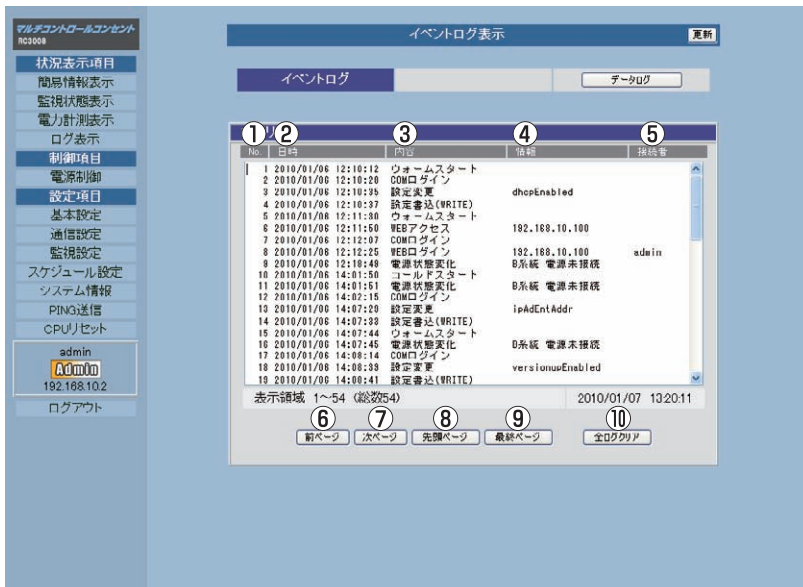 マルチコントロールコンセント
RC3008
状況表示項目
簡易情報表示
監視状態表示
電力計測表示
ログ表示
制御項目
電源制御
設定項目
基本設定
通信設定
監視設定
スケジュール設定
システム情報
PING送信
CPUリセット
admin
Admin
192.168.10.2
ログアウト
イベントログ表示
更新
イベントログ
データログ
① ② ③ ④ ⑤
No. 日時 内容 情報 接続者
1 2010/01/06 12:10:12 ウォームスタート
2 2010/01/06 12:10:20 COMログイン
3 2010/01/06 12:10:35 設定変更 dhcpEnabled
4 2010/01/06 12:10:37 設定書込(WRITE)
5 2010/01/06 12:11:30 ウォームスタート
6 2010/01/06 12:11:50 WEBアクセス 192.168.10.100
7 2010/01/06 12:12:07 COMログイン
8 2010/01/06 12:12:25 WEBログイン 192.168.10.100 admin
9 2010/01/06 12:18:48 電源状態変化 B系統 電源未接続
10 2010/01/06 14:01:50 コールドスタート
11 2010/01/06 14:01:51 電源状態変化 B系統 電源未接続
12 2010/01/06 14:02:15 COMログイン
13 2010/01/06 14:07:29 設定変更 ipAdEntAddr
14 2010/01/06 14:07:33 設定書込(WRITE)
15 2010/01/06 14:07:44 ウォームスタート
16 2010/01/06 14:07:45 電源状態変化 B系統 電源未接続
17 2010/01/06 14:08:14 COMログイン
18 2010/01/06 14:08:39 設定変更 versionupEnabled
19 2010/01/06 14:08:41 設定書込(WRITE)
表示領域 1～54 (総数54) 2010/01/07 13:20:11
⑥ ⑦ ⑧ ⑨ ⑩
前ページ 次ページ 先頭ページ 最終ページ 全ログクリア